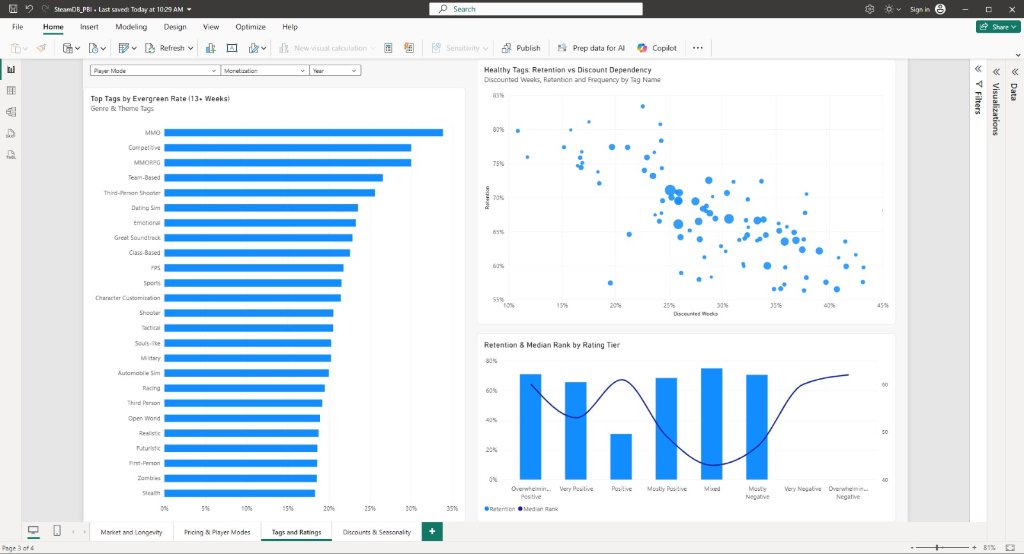 SteamDB_PBI • Last saved: Today at 10:29 AM
Search
Sign in
File Home Insert Modeling Design View Optimize Help
Share
Refresh
New visual calculation
Sensitivity
Publish
Prep data for AI
Copilot
Player Mode
Monetization
Year
Top Tags by Evergreen Rate (13+ Weeks)
Genre & Theme Tags
MMO
Competitive
MMORPG
Team-Based
Third-Person Shooter
Dating Sim
Emotional
Great Soundtrack
Class-Based
FPS
Sports
Character Customization
Shooter
Tactical
Souls-like
Military
Automobile Sim
Racing
Third Person
Open World
Realistic
Futuristic
First-Person
Zombies
Stealth
0% 5% 10% 15% 20% 25% 30% 35%
Healthy Tags: Retention vs Discount Dependency
Discounted Weeks, Retention and Frequency by Tag Name
85%
80%
75%
70%
65%
60%
55%
Retention
10% 15% 20% 25% 30% 35% 40% 45%
Discounted Weeks
Retention & Median Rank by Rating Tier
80%
60%
40%
20%
0%
60
50
40
Overwhelmin... Positive
Very Positive
Positive
Mostly Positive
Mixed
Mostly Negative
Very Negative
Overwhelmin... Negative
Retention Median Rank
Filters
Visualizations
Data
Market and Longevity
Pricing & Player Modes
Tags and Ratings
Discounts & Seasonality
Page 3 of 4
81%